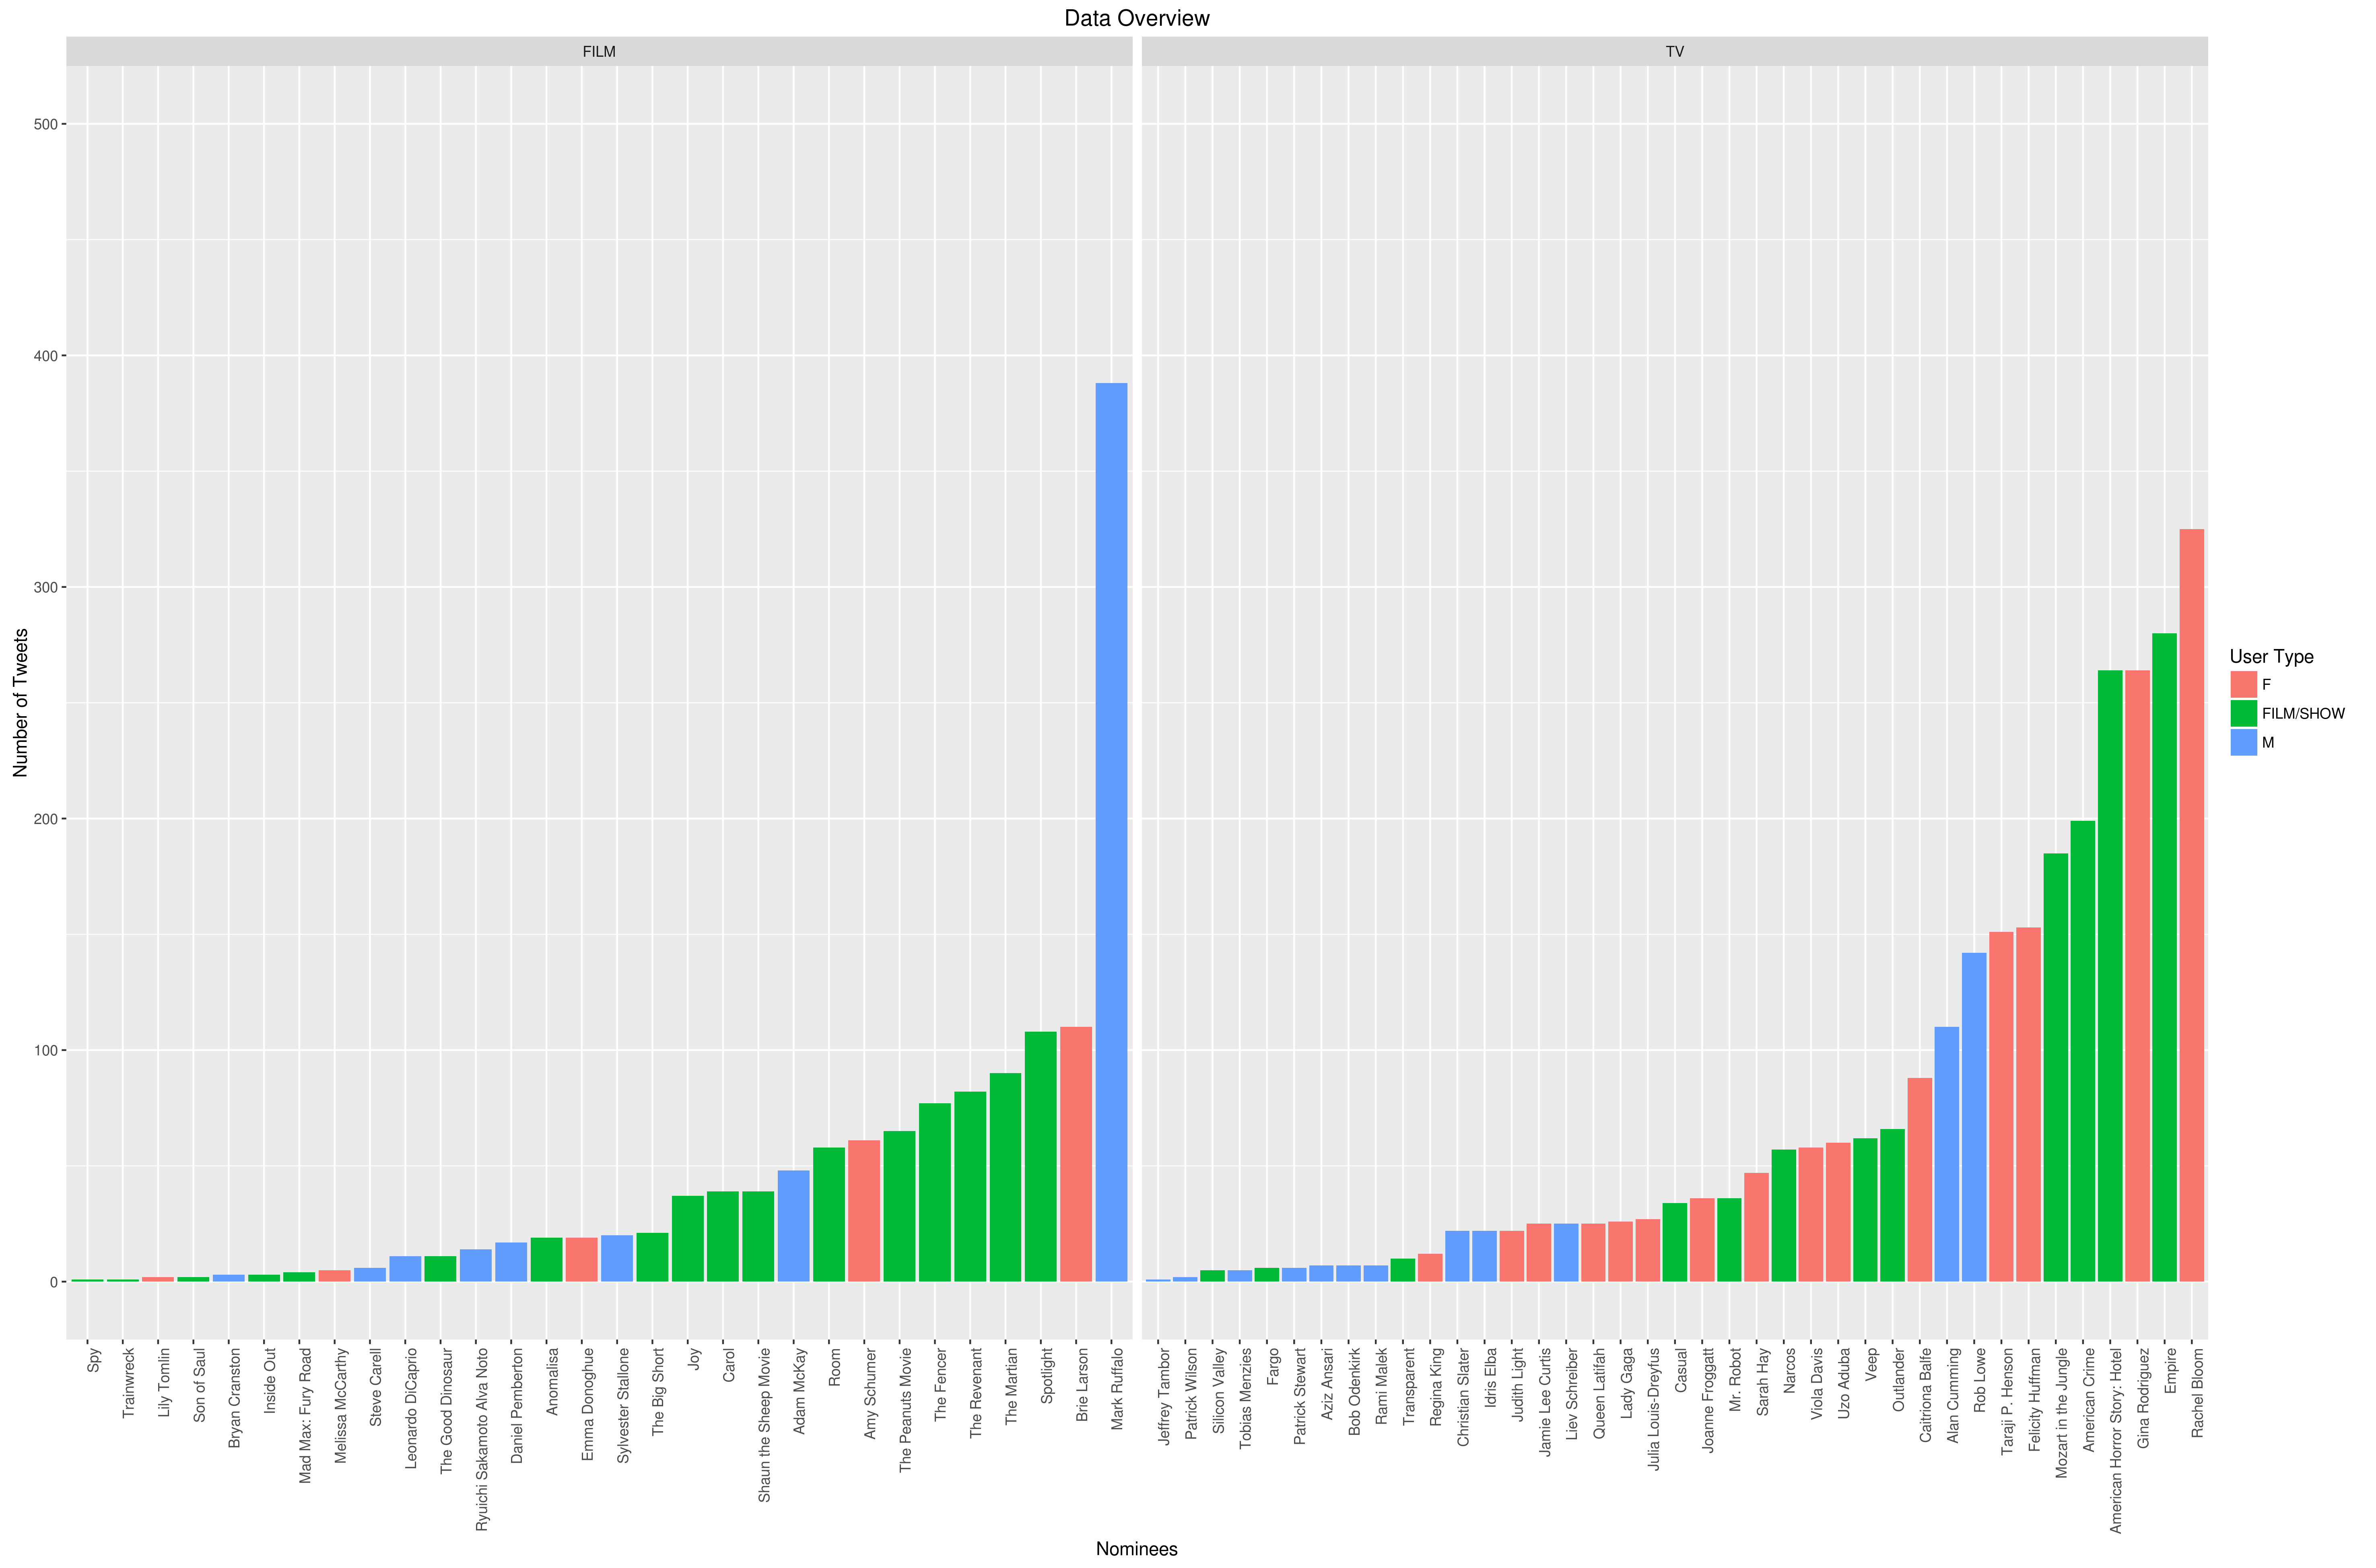 Data Overview
FILM
TV
500
400
300
200
100
0
Number of Tweets
Spy
Trainwreck
Lily Tomlin
Son of Saul
Bryan Cranston
Inside Out
Mad Max: Fury Road
Melissa McCarthy
Steve Carell
Leonardo DiCaprio
The Good Dinosaur
Ryuichi Sakamoto Alva Noto
Daniel Pemberton
Anomalisa
Emma Donoghue
Sylvester Stallone
The Big Short
Joy
Carol
Shaun the Sheep Movie
Adam McKay
Room
Amy Schumer
The Peanuts Movie
The Fencer
The Revenant
The Martian
Spotlight
Brie Larson
Mark Ruffalo
Jeffrey Tambor
Patrick Wilson
Silicon Valley
Tobias Menzies
Fargo
Patrick Stewart
Aziz Ansari
Bob Odenkirk
Rami Malek
Transparent
Regina King
Christian Slater
Idris Elba
Judith Light
Jamie Lee Curtis
Liev Schreiber
Queen Latifah
Lady Gaga
Julia Louis-Dreyfus
Casual
Joanne Froggatt
Mr. Robot
Sarah Hay
Narcos
Viola Davis
Uzo Aduba
Veep
Outlander
Caitriona Balfe
Alan Cumming
Rob Lowe
Taraji P. Henson
Felicity Huffman
Mozart in the Jungle
American Crime
American Horror Story: Hotel
Gina Rodriguez
Empire
Rachel Bloom
Nominees
User Type
F
FILM/SHOW
M